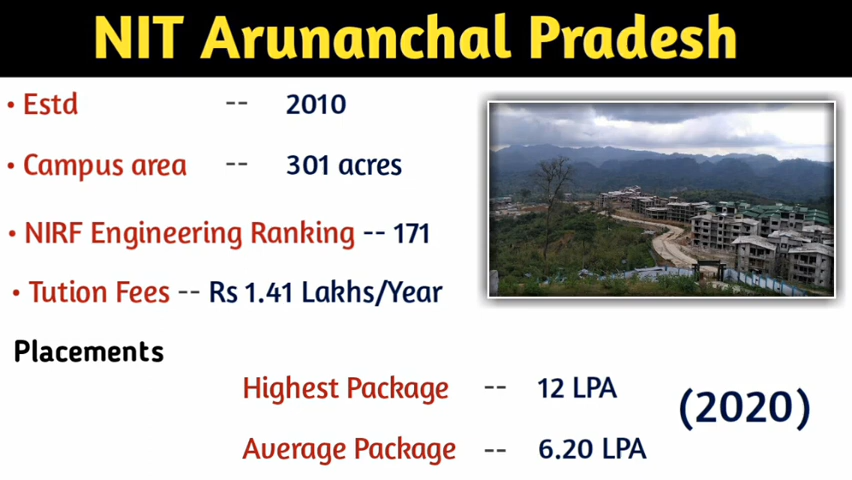 NIT Arunanchal Pradesh
• Estd -- 2010
• Campus area -- 301 acres
• NIRF Engineering Ranking -- 171
• Tution Fees -- Rs 1.41 Lakhs/Year
Placements
Highest Package -- 12 LPA
(2020)
Average Package -- 6.20 LPA